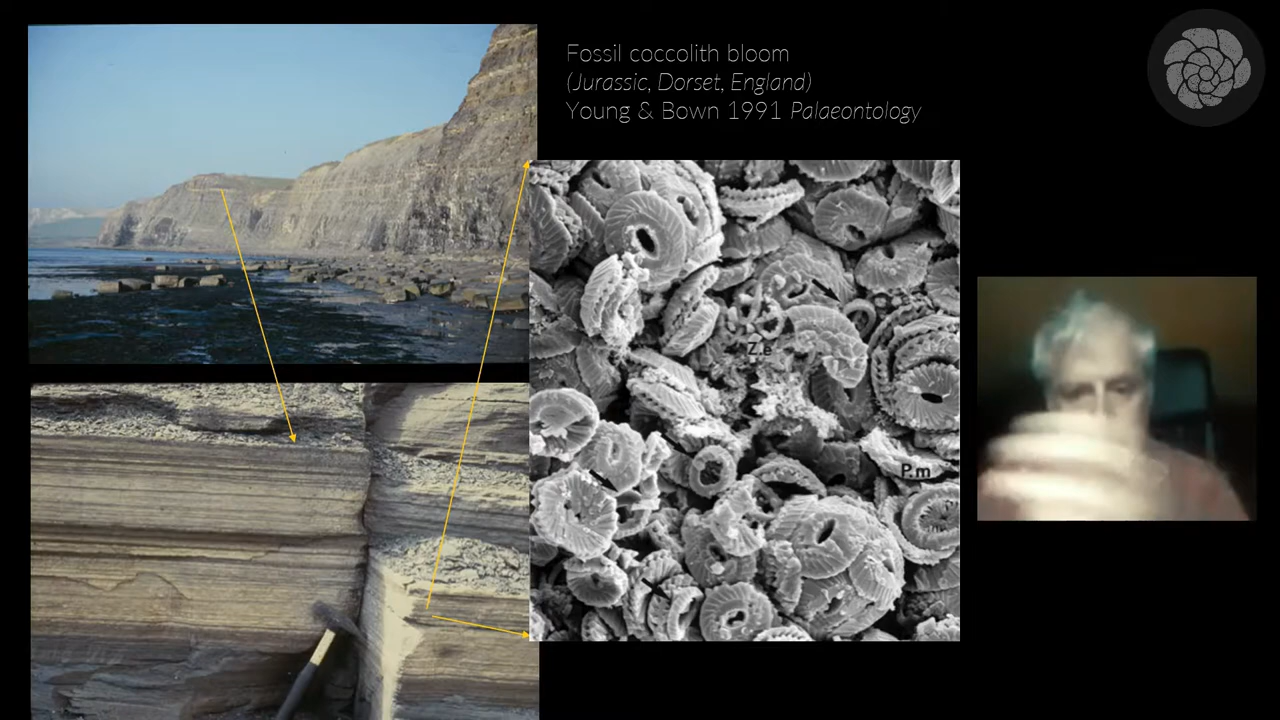 Fossil coccolith bloom
(Jurassic, Dorset, England)
Young & Bown 1991 Palaeontology
Z.e
P.m